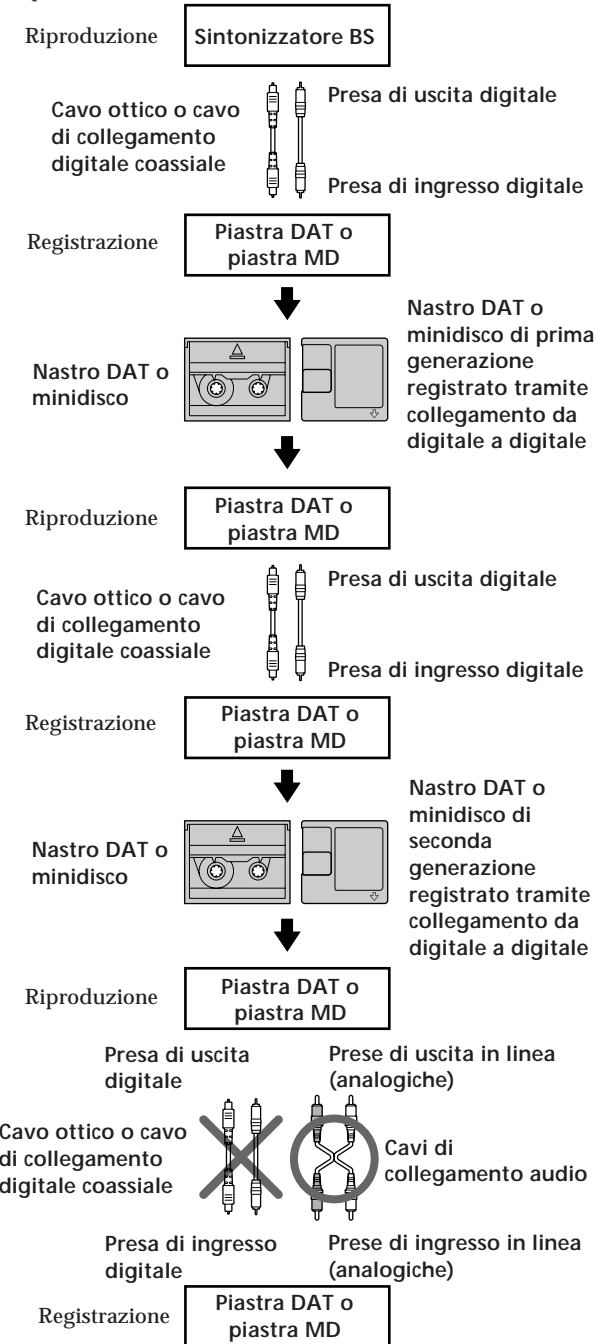 Riproduzione
Sintonizzatore BS
Cavo ottico o cavo
di collegamento
digitale coassiale
Presa di uscita digitale
Presa di ingresso digitale
Registrazione
Piastra DAT o
piastra MD
Nastro DAT o
minidisco
Nastro DAT o
minidisco di prima
generazione
registrato tramite
collegamento da
digitale a digitale
Riproduzione
Piastra DAT o
piastra MD
Cavo ottico o cavo
di collegamento
digitale coassiale
Presa di uscita digitale
Presa di ingresso digitale
Registrazione
Piastra DAT o
piastra MD
Nastro DAT o
minidisco
Nastro DAT o
minidisco di
seconda
generazione
registrato tramite
collegamento da
digitale a digitale
Riproduzione
Piastra DAT o
piastra MD
Presa di uscita
digitale
Prese di uscita in linea
(analogiche)
Cavo ottico o cavo
di collegamento
digitale coassiale
Cavi di
collegamento audio
Presa di ingresso
digitale
Prese di ingresso in linea
(analogiche)
Registrazione
Piastra DAT o
piastra MD